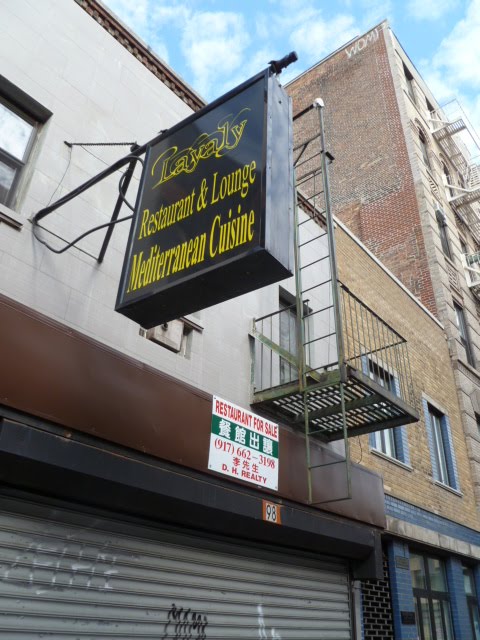 Layaly
Restaurant & Lounge
Mediterranean Cuisine
RESTAURANT FOR SALE
餐館出讓
(917) 662-3198
李先生
D. H. REALTY
98